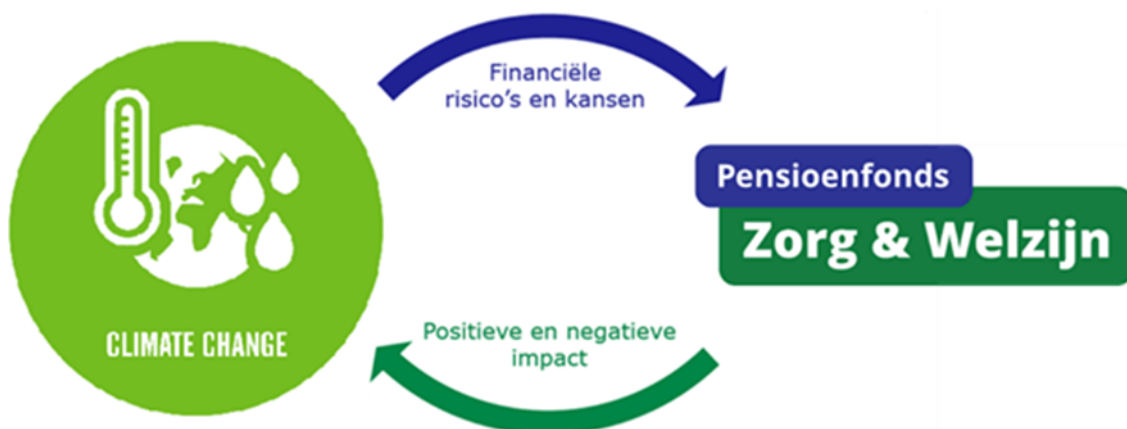 Financiële
risico's en kansen
Pensioenfonds
Zorg & Welzijn
CLIMATE CHANGE
Positieve en negatieve
impact